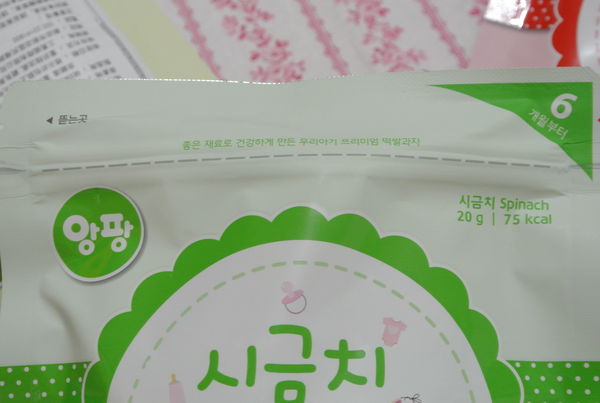 ◀ 뜯는곳
6
개월부터
좋은 재료로 건강하게 만든 우리아기 프리미엄 떡쌀과자
시금치 Spinach
20 g | 75 kcal
앙팡
시금치